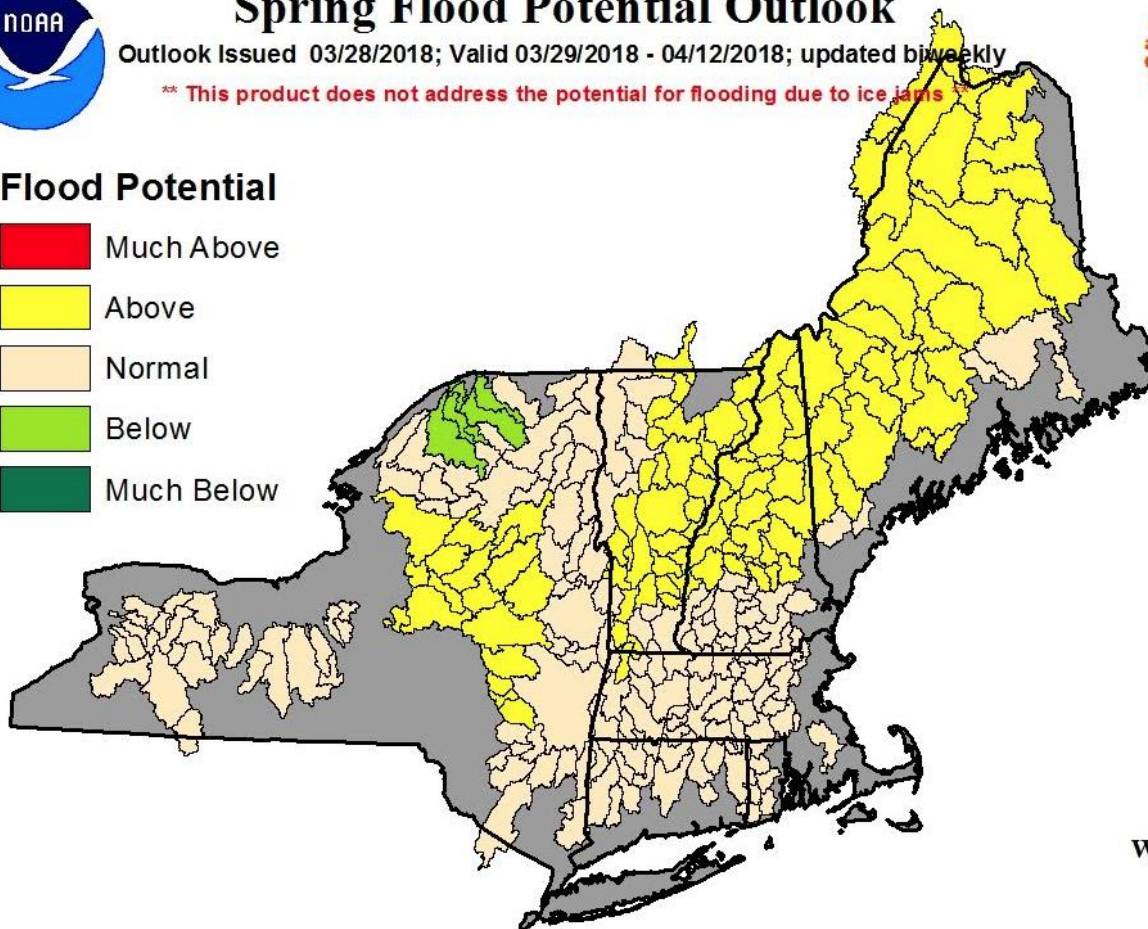 NOAA
Spring Flood Potential Outlook
Outlook Issued 03/28/2018; Valid 03/29/2018 - 04/12/2018; updated biweekly
** This product does not address the potential for flooding due to ice jams **
Flood Potential
Much Above
Above
Normal
Below
Much Below